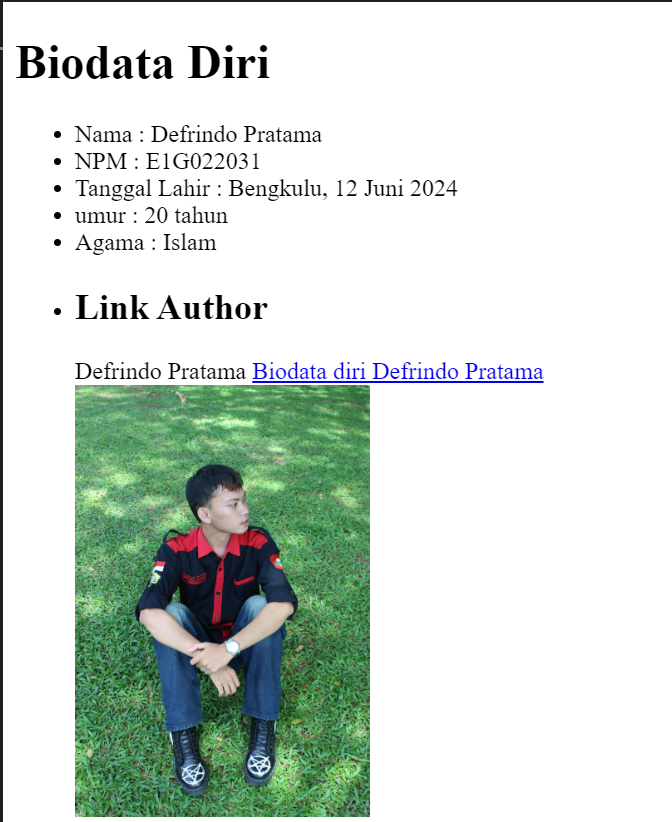 Biodata Diri
Nama : Defrindo Pratama
NPM : E1G022031
Tanggal Lahir : Bengkulu, 12 Juni 2024
umur : 20 tahun
Agama : Islam
Link Author
Defrindo Pratama Biodata diri Defrindo Pratama